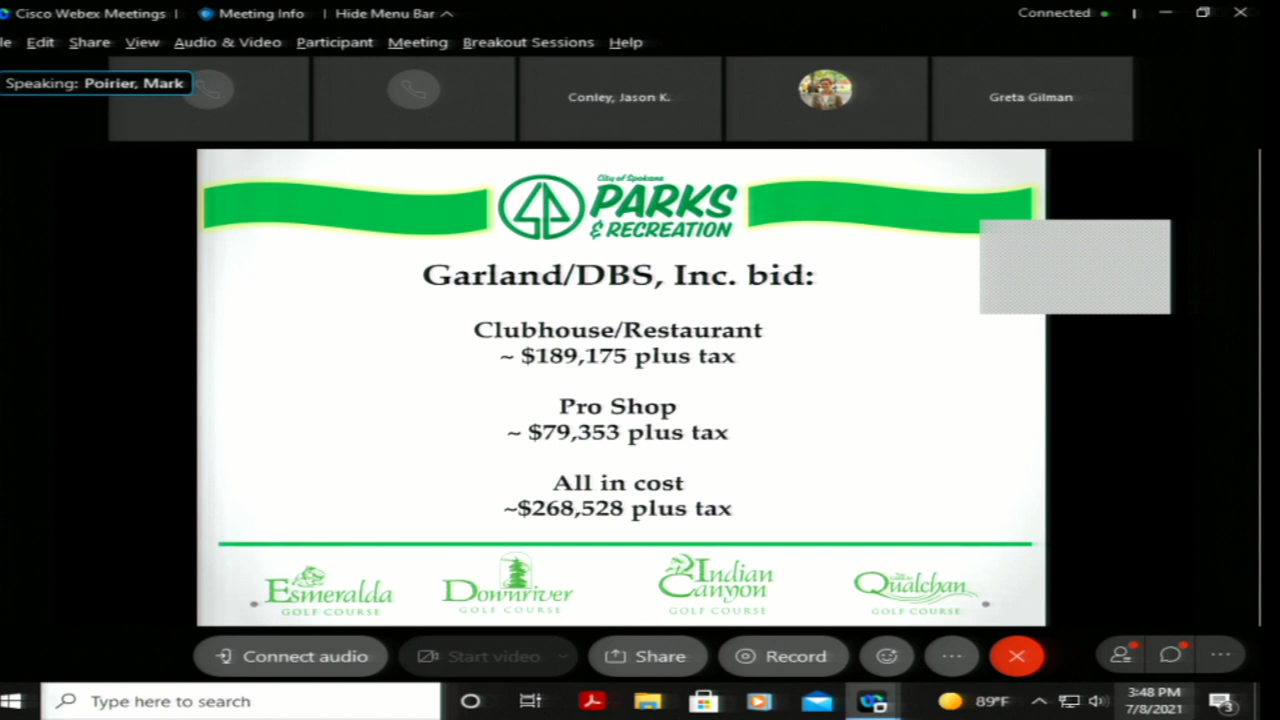 Cisco Webex Meetings | Meeting Info | Hide Menu Bar
Connected
le Edit Share View Audio & Video Participant Meeting Breakout Sessions Help
Speaking: Poirier, Mark
Conley, Jason K.
Greta Gilman
City of Spokane
PARKS
& RECREATION
Garland/DBS, Inc. bid:
Clubhouse/Restaurant
~ $189,175 plus tax
Pro Shop
~ $79,353 plus tax
All in cost
~$268,528 plus tax
Esmeralda
GOLF COURSE
Downriver
GOLF COURSE
Indian
Canyon
GOLF COURSE
Qualchan
GOLF COURSE
Connect audio
Start video
Share
Record
Type here to search
89°F
3:48 PM
7/8/2021
3